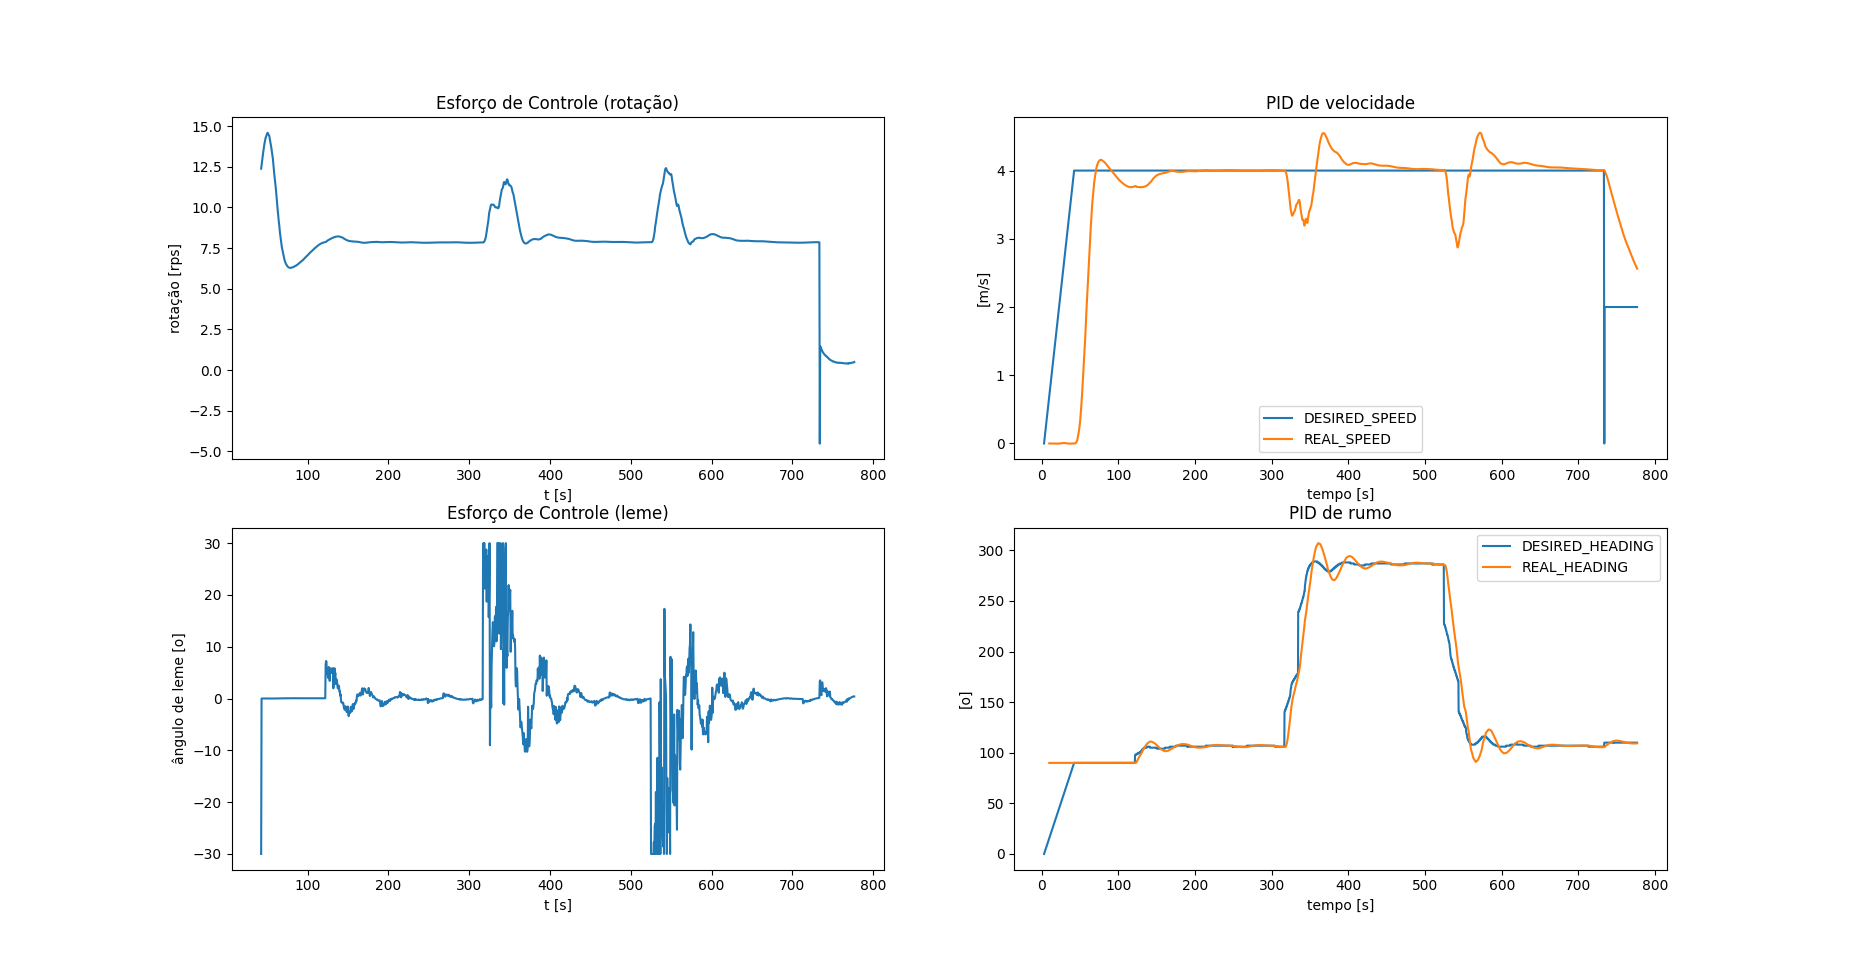 Esforço de Controle (rotação)
15.0
12.5
10.0
7.5
5.0
2.5
0.0
−2.5
−5.0
rotação [rps]
100 200 300 400 500 600 700 800
t [s]
PID de velocidade
4
3
2
1
0
[m/s]
DESIRED_SPEED
REAL_SPEED
0 100 200 300 400 500 600 700 800
tempo [s]
Esforço de Controle (leme)
30
20
10
0
−10
−20
−30
ângulo de leme [o]
100 200 300 400 500 600 700 800
t [s]
PID de rumo
300
250
200
150
100
50
0
[o]
DESIRED_HEADING
REAL_HEADING
0 100 200 300 400 500 600 700 800
tempo [s]